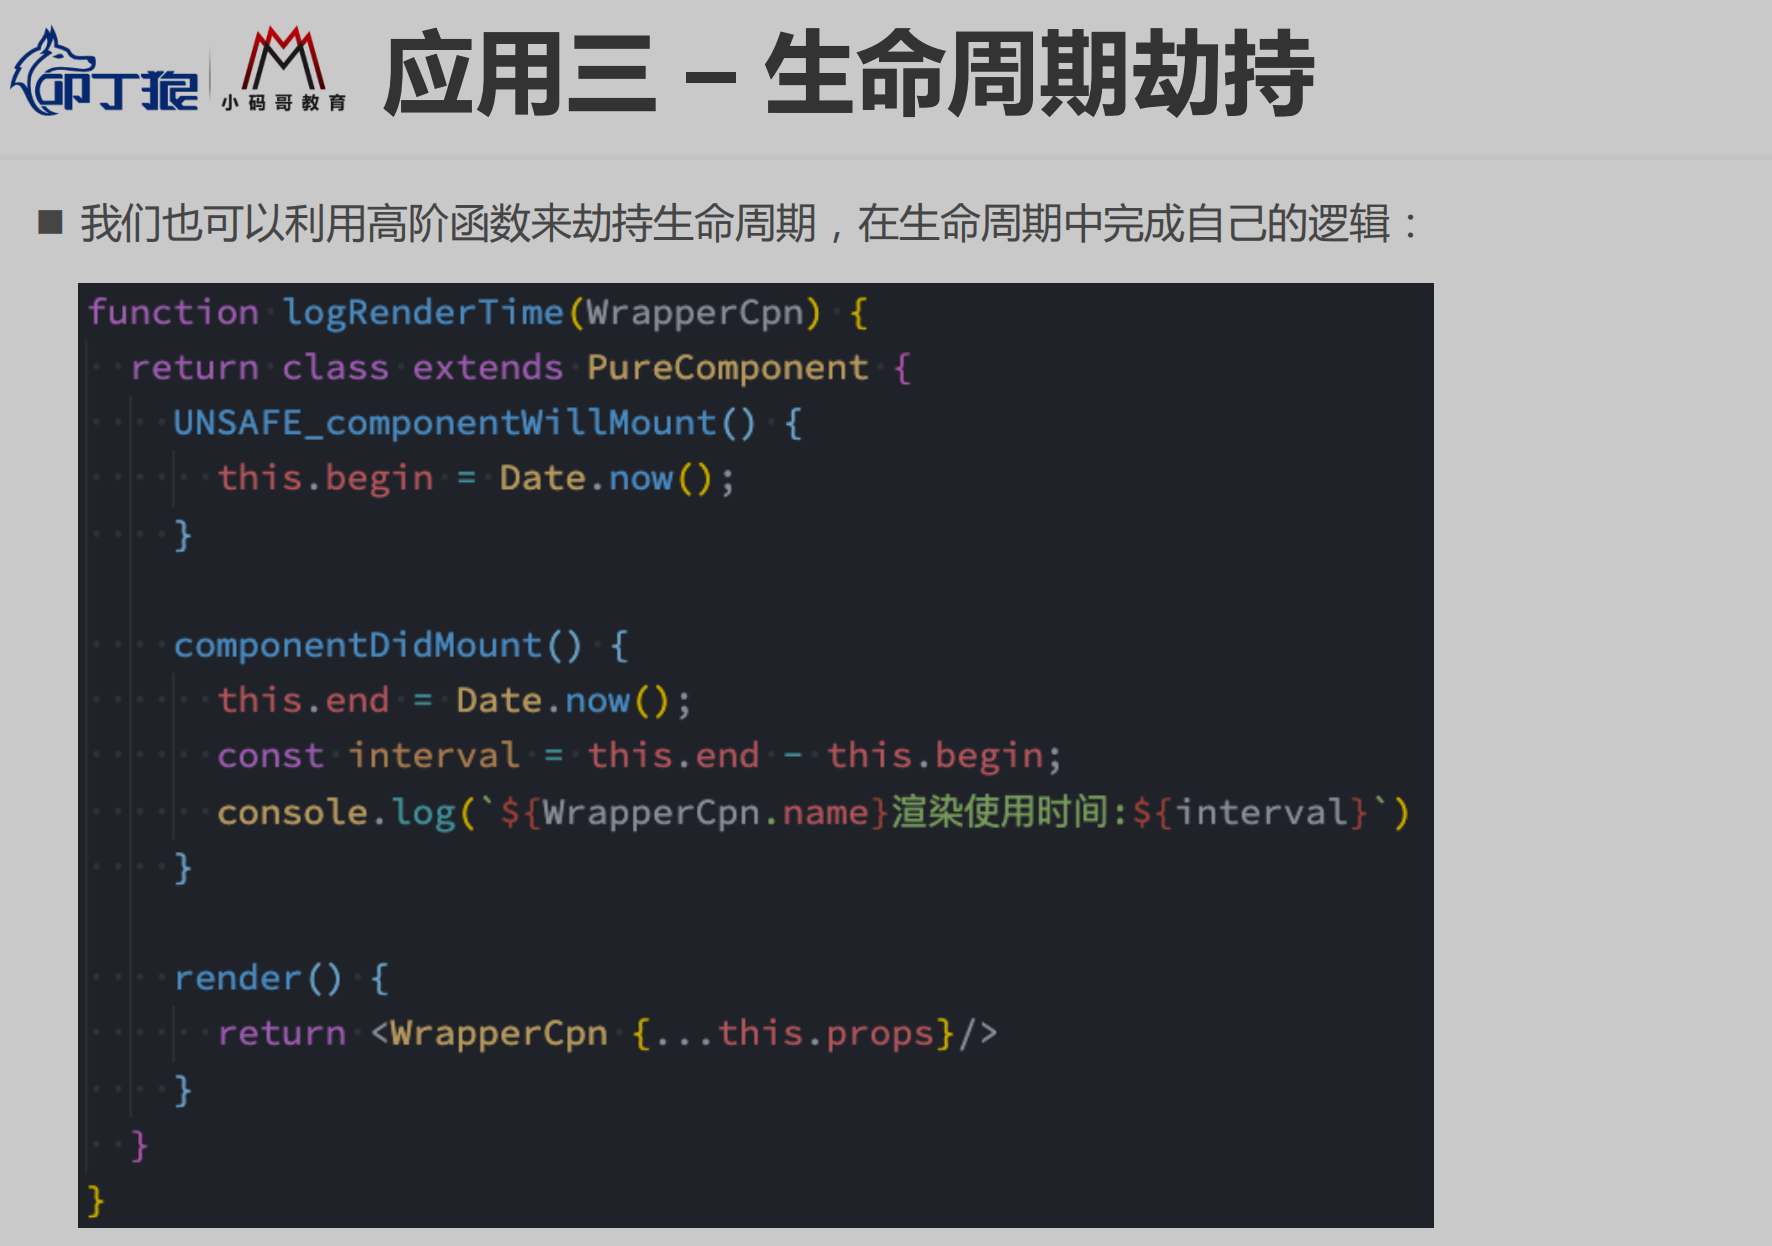 叩丁狼
小码哥教育
应用三 – 生命周期劫持
■ 我们也可以利用高阶函数来劫持生命周期，在生命周期中完成自己的逻辑：
function logRenderTime(WrapperCpn) {
  return class extends PureComponent {
    UNSAFE_componentWillMount() {
      this.begin = Date.now();
    }
    componentDidMount() {
      this.end = Date.now();
      const interval = this.end - this.begin;
      console.log(`${WrapperCpn.name}渲染使用时间:${interval}`)
    }
    render() {
      return <WrapperCpn {...this.props}/>
    }
  }
}